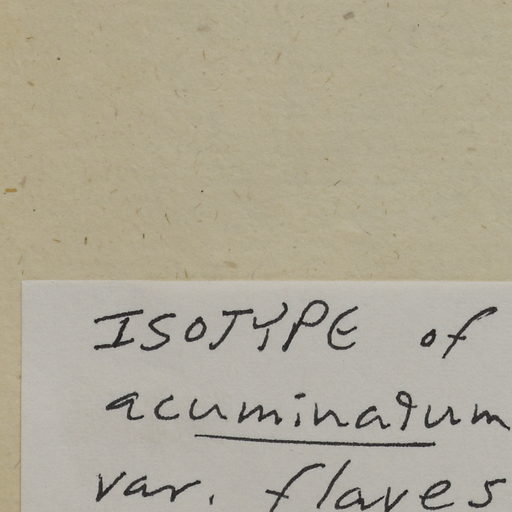 ISOTYPE of
acuminatum
var. flaves